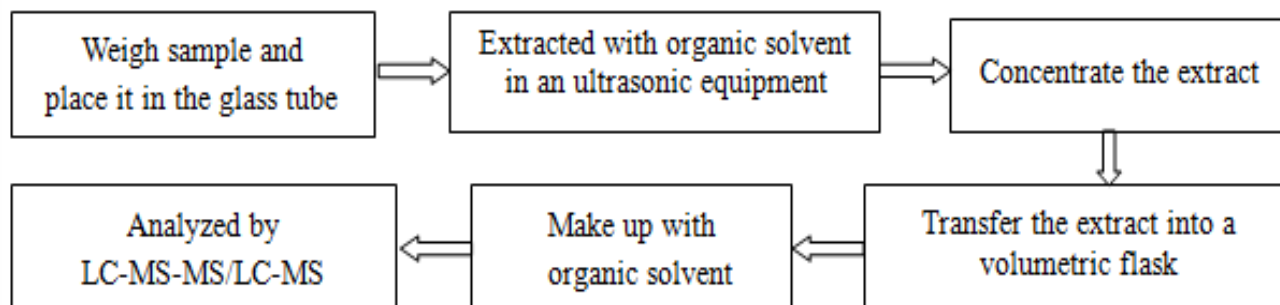 Weigh sample and
place it in the glass tube
Extracted with organic solvent
in an ultrasonic equipment
Concentrate the extract
Transfer the extract into a
volumetric flask
Make up with
organic solvent
Analyzed by
LC-MS-MS/LC-MS